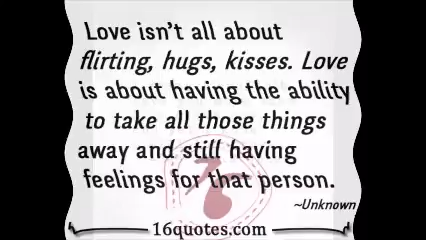 Love isn't all about
flirting, hugs, kisses. Love
is about having the ability
to take all those things
away and still having
feelings for that person.
~Unknown
16quotes.com